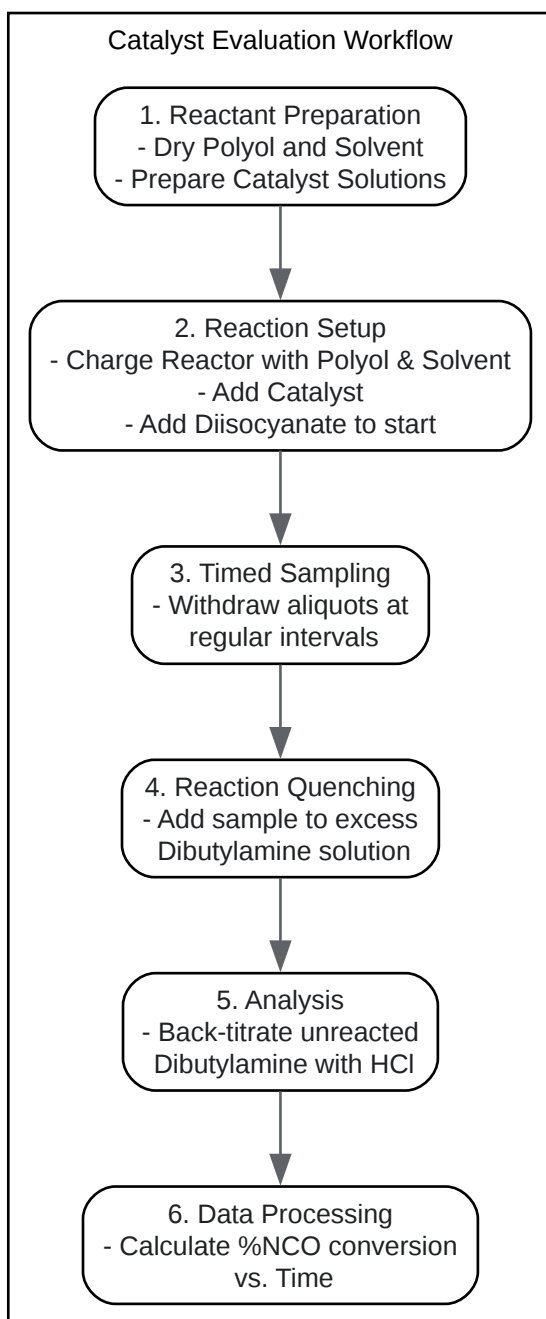 Catalyst Evaluation Workflow
1. Reactant Preparation
- Dry Polyol and Solvent
- Prepare Catalyst Solutions
2. Reaction Setup
- Charge Reactor with Polyol & Solvent
- Add Catalyst
- Add Diisocyanate to start
3. Timed Sampling
- Withdraw aliquots at
regular intervals
4. Reaction Quenching
- Add sample to excess
Dibutylamine solution
5. Analysis
- Back-titrate unreacted
Dibutylamine with HCl
6. Data Processing
- Calculate %NCO conversion
vs. Time